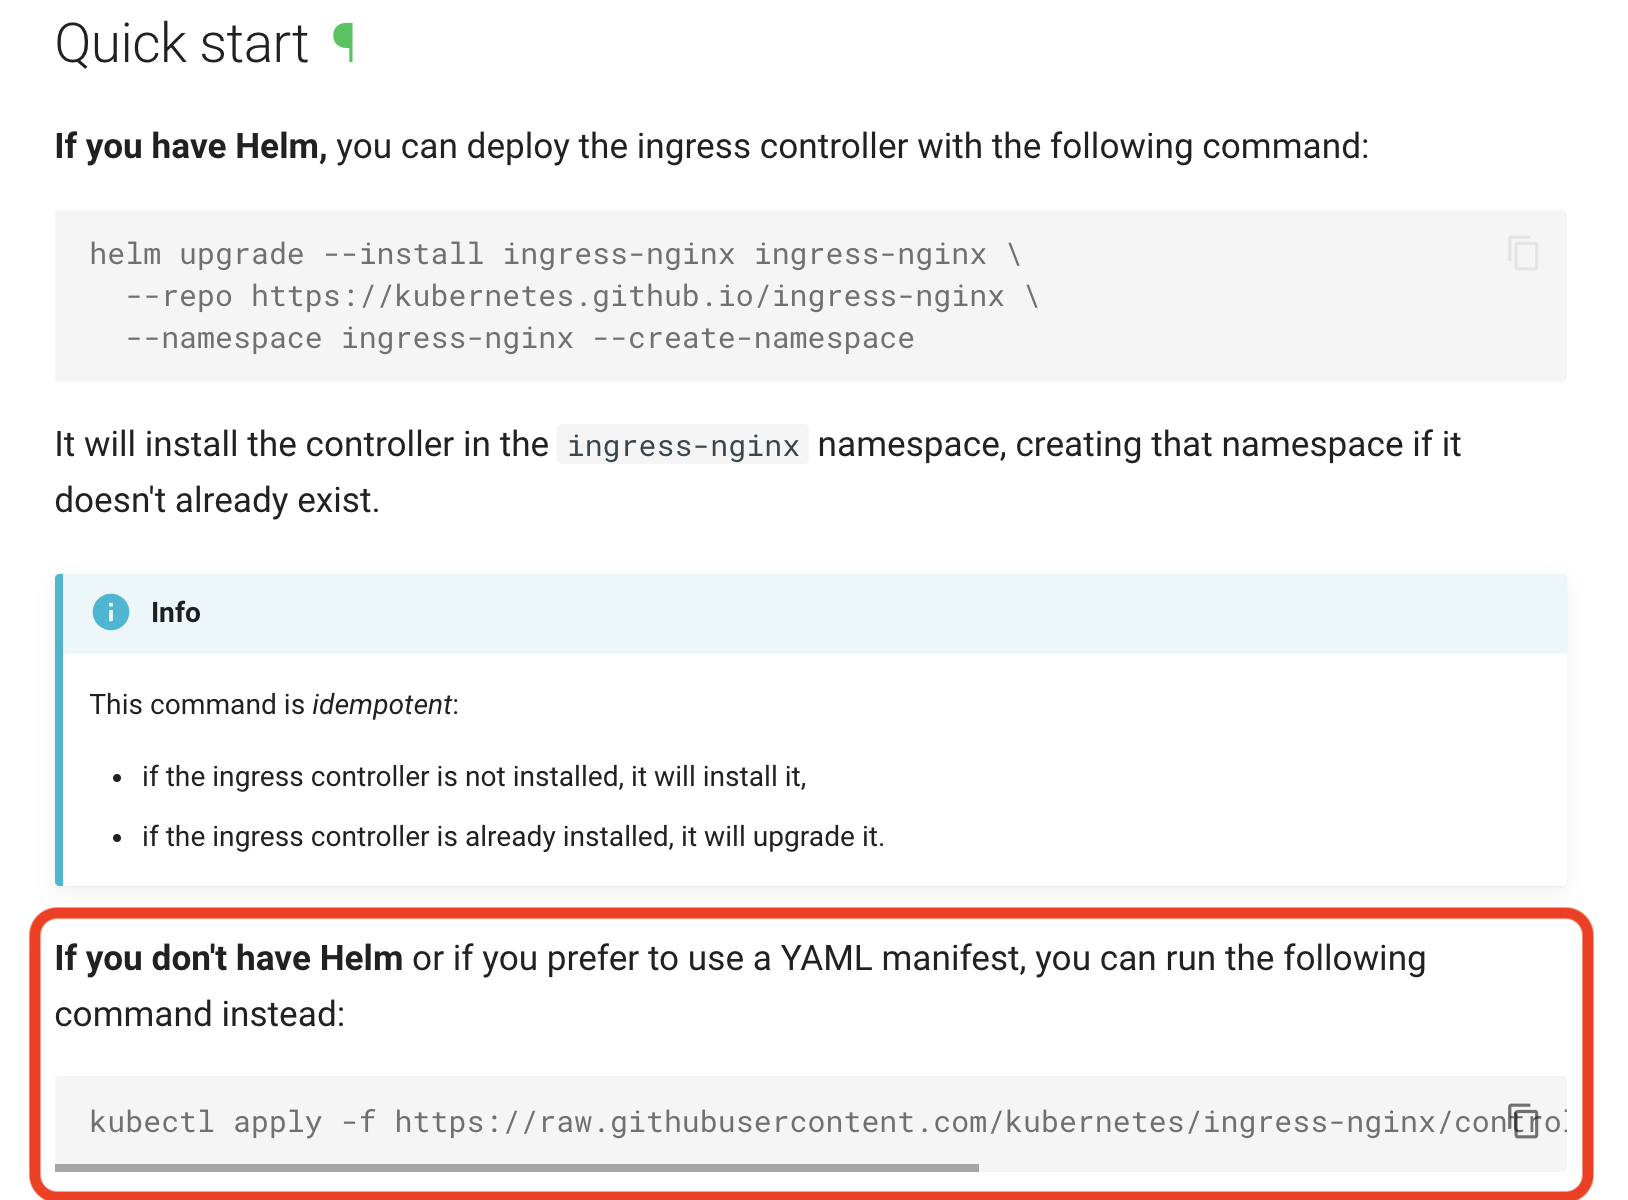 Quick start ¶
If you have Helm, you can deploy the ingress controller with the following command:
helm upgrade --install ingress-nginx ingress-nginx \
  --repo https://kubernetes.github.io/ingress-nginx \
  --namespace ingress-nginx --create-namespace
It will install the controller in the ingress-nginx namespace, creating that namespace if it
doesn't already exist.
Info
This command is idempotent:
• if the ingress controller is not installed, it will install it,
• if the ingress controller is already installed, it will upgrade it.
If you don't have Helm or if you prefer to use a YAML manifest, you can run the following
command instead:
kubectl apply -f https://raw.githubusercontent.com/kubernetes/ingress-nginx/control